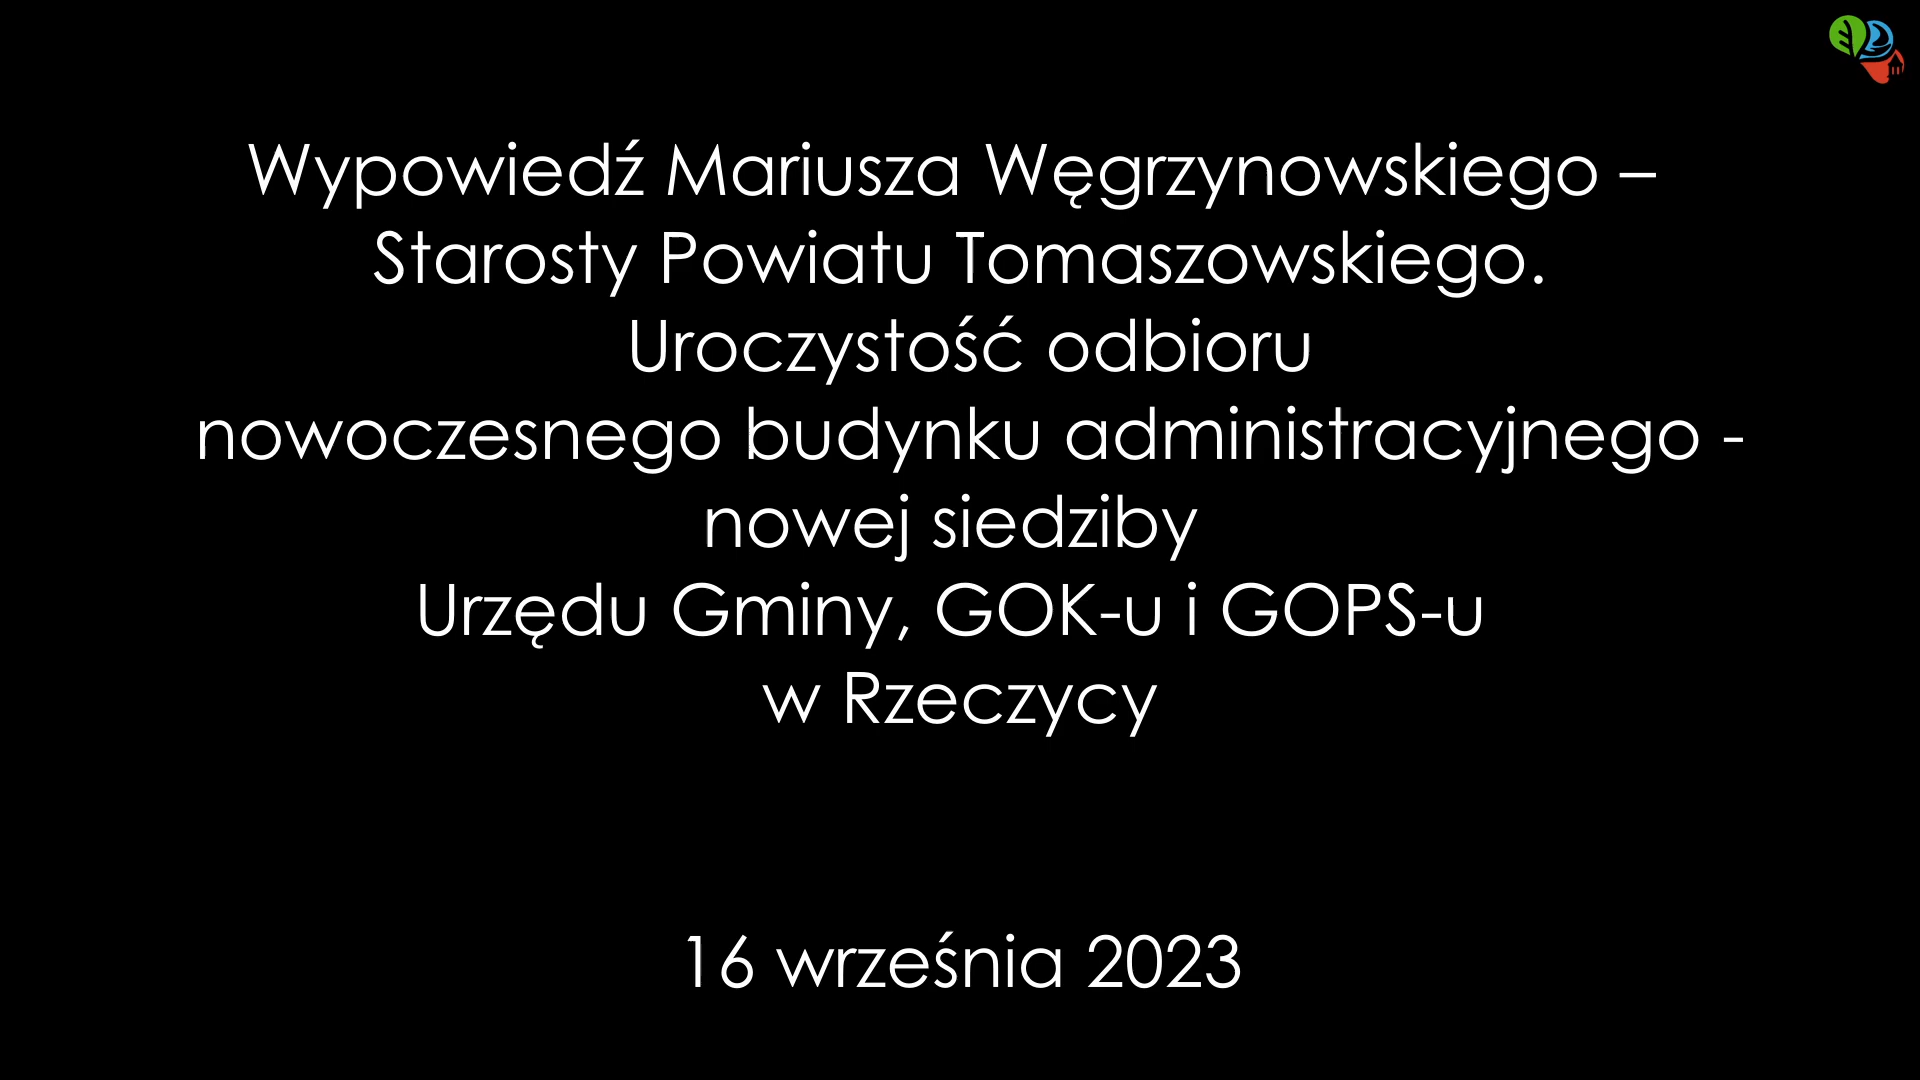 Wypowiedź Mariusza Węgrzynowskiego –
Starosty Powiatu Tomaszowskiego.
Uroczystość odbioru
nowoczesnego budynku administracyjnego -
nowej siedziby
Urzędu Gminy, GOK-u i GOPS-u
w Rzeczycy
16 września 2023